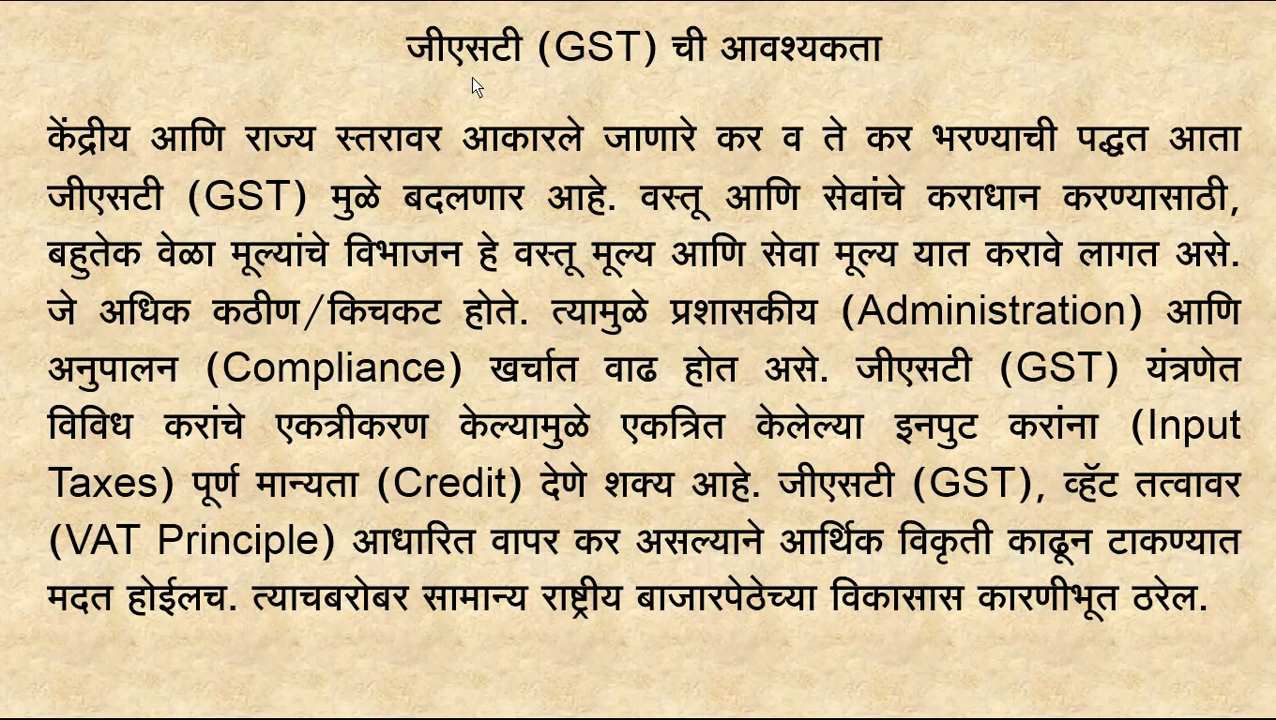 जीएसटी (GST) ची आवश्यकता
केंद्रीय आणि राज्य स्तरावर आकारले जाणारे कर व ते कर भरण्याची पद्धत आता
जीएसटी (GST) मुळे बदलणार आहे. वस्तू आणि सेवांचे कराधान करण्यासाठी,
बहुतेक वेळा मूल्यांचे विभाजन हे वस्तू मूल्य आणि सेवा मूल्य यात करावे लागत असे.
जे अधिक कठीण/किचकट होते. त्यामुळे प्रशासकीय (Administration) आणि
अनुपालन (Compliance) खर्चात वाढ होत असे. जीएसटी (GST) यंत्रणेत
विविध करांचे एकत्रीकरण केल्यामुळे एकत्रित केलेल्या इनपुट करांना (Input
Taxes) पूर्ण मान्यता (Credit) देणे शक्य आहे. जीएसटी (GST), व्हॅट तत्वावर
(VAT Principle) आधारित वापर कर असल्याने आर्थिक विकृती काढून टाकण्यात
मदत होईलच. त्याचबरोबर सामान्य राष्ट्रीय बाजारपेठेच्या विकासास कारणीभूत ठरेल.